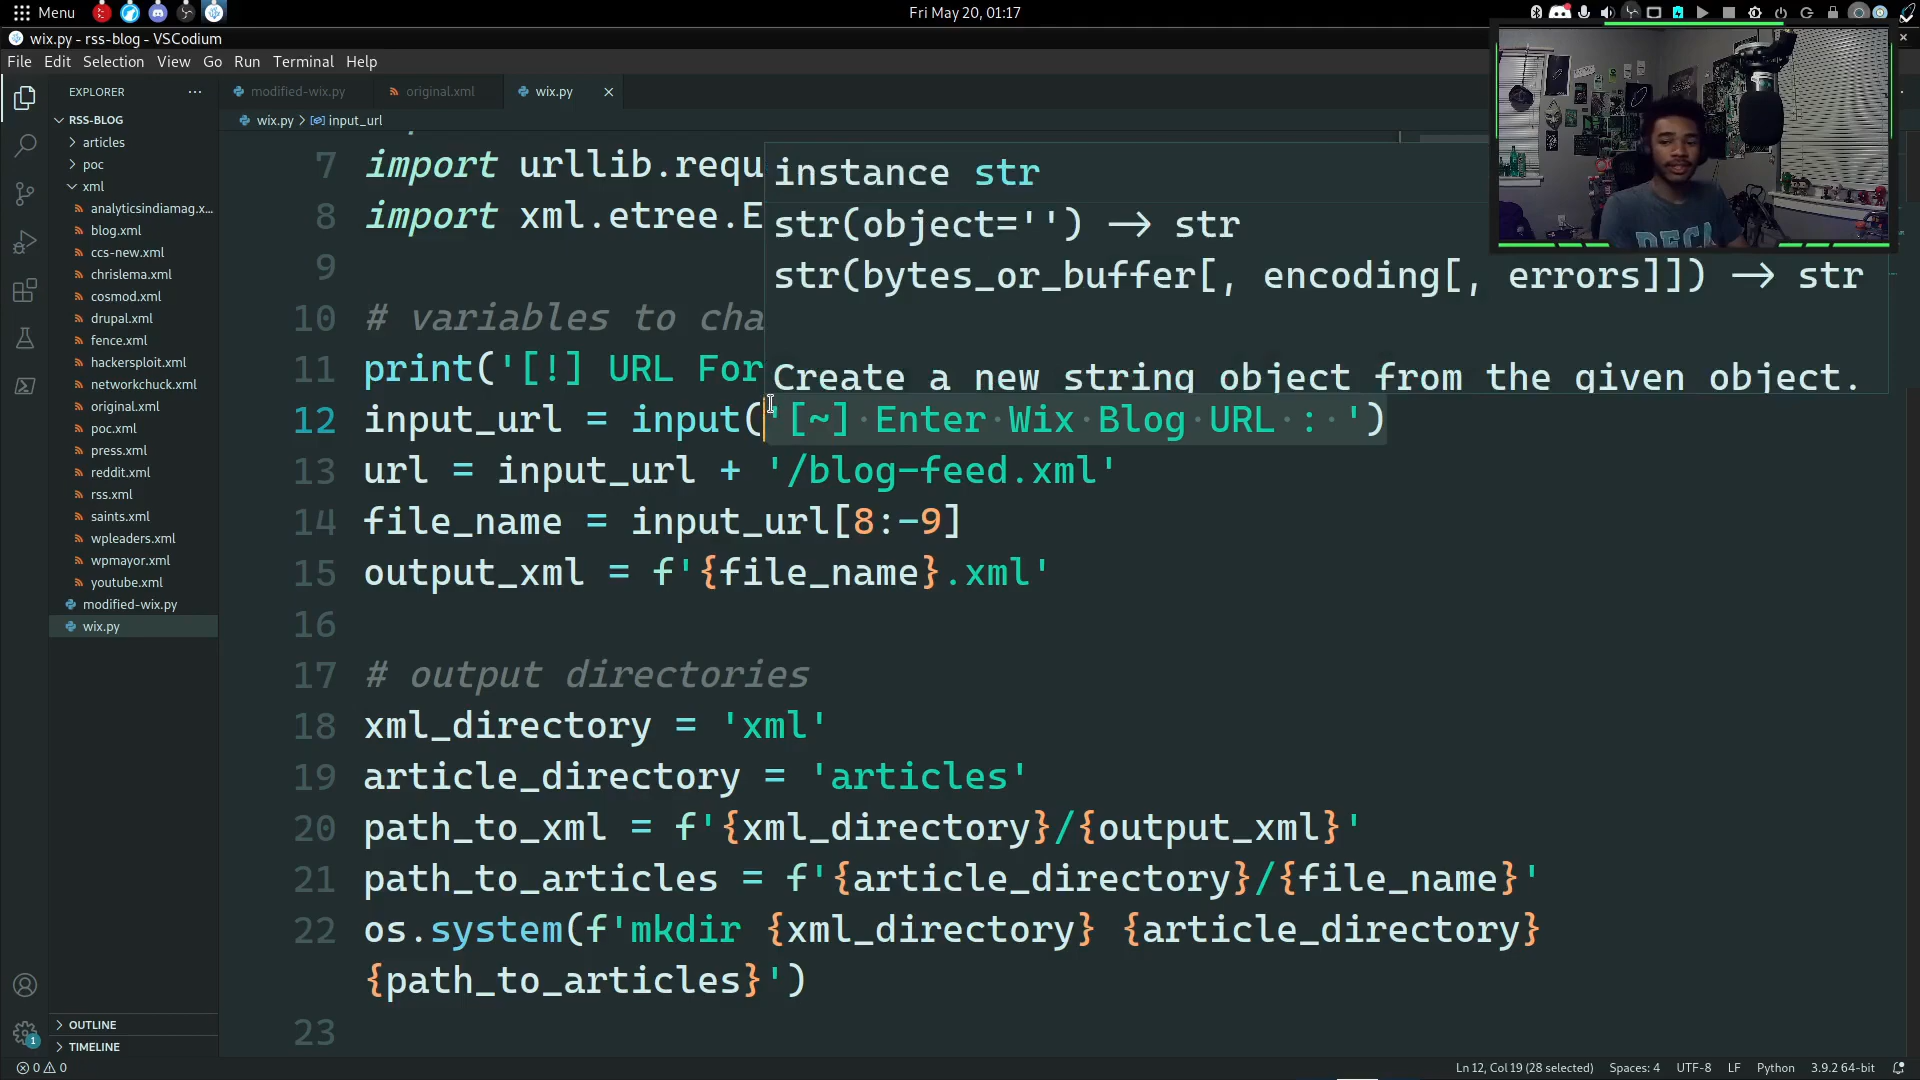 Menu
Fri May 20, 01:17
wix.py - rss-blog - VSCodium
File Edit Selection View Go Run Terminal Help
EXPLORER ···
modified-wix.py original.xml wix.py
RSS-BLOG
wix.py > input_url
articles
poc
xml
analyticsindiamag.x...
blog.xml
ccs-new.xml
chrislema.xml
cosmod.xml
drupal.xml
fence.xml
hackersploit.xml
networkchuck.xml
original.xml
poc.xml
press.xml
reddit.xml
rss.xml
saints.xml
wpleaders.xml
wpmayor.xml
youtube.xml
modified-wix.py
wix.py
OUTLINE
TIMELINE
7 import urllib.requ
8 import xml.etree.E
9
10 # variables to cha
11 print('[!] URL For
12 input_url = input('[~] Enter Wix Blog URL : ')
13 url = input_url + '/blog-feed.xml'
14 file_name = input_url[8:-9]
15 output_xml = f'{file_name}.xml'
16
17 # output directories
18 xml_directory = 'xml'
19 article_directory = 'articles'
20 path_to_xml = f'{xml_directory}/{output_xml}'
21 path_to_articles = f'{article_directory}/{file_name}'
22 os.system(f'mkdir {xml_directory} {article_directory}
{path_to_articles}')
23
instance str
str(object='') -> str
str(bytes_or_buffer[, encoding[, errors]]) -> str
Create a new string object from the given object.
DECA
1
0 0
Ln 12, Col 19 (28 selected) Spaces: 4 UTF-8 LF Python 3.9.2 64-bit